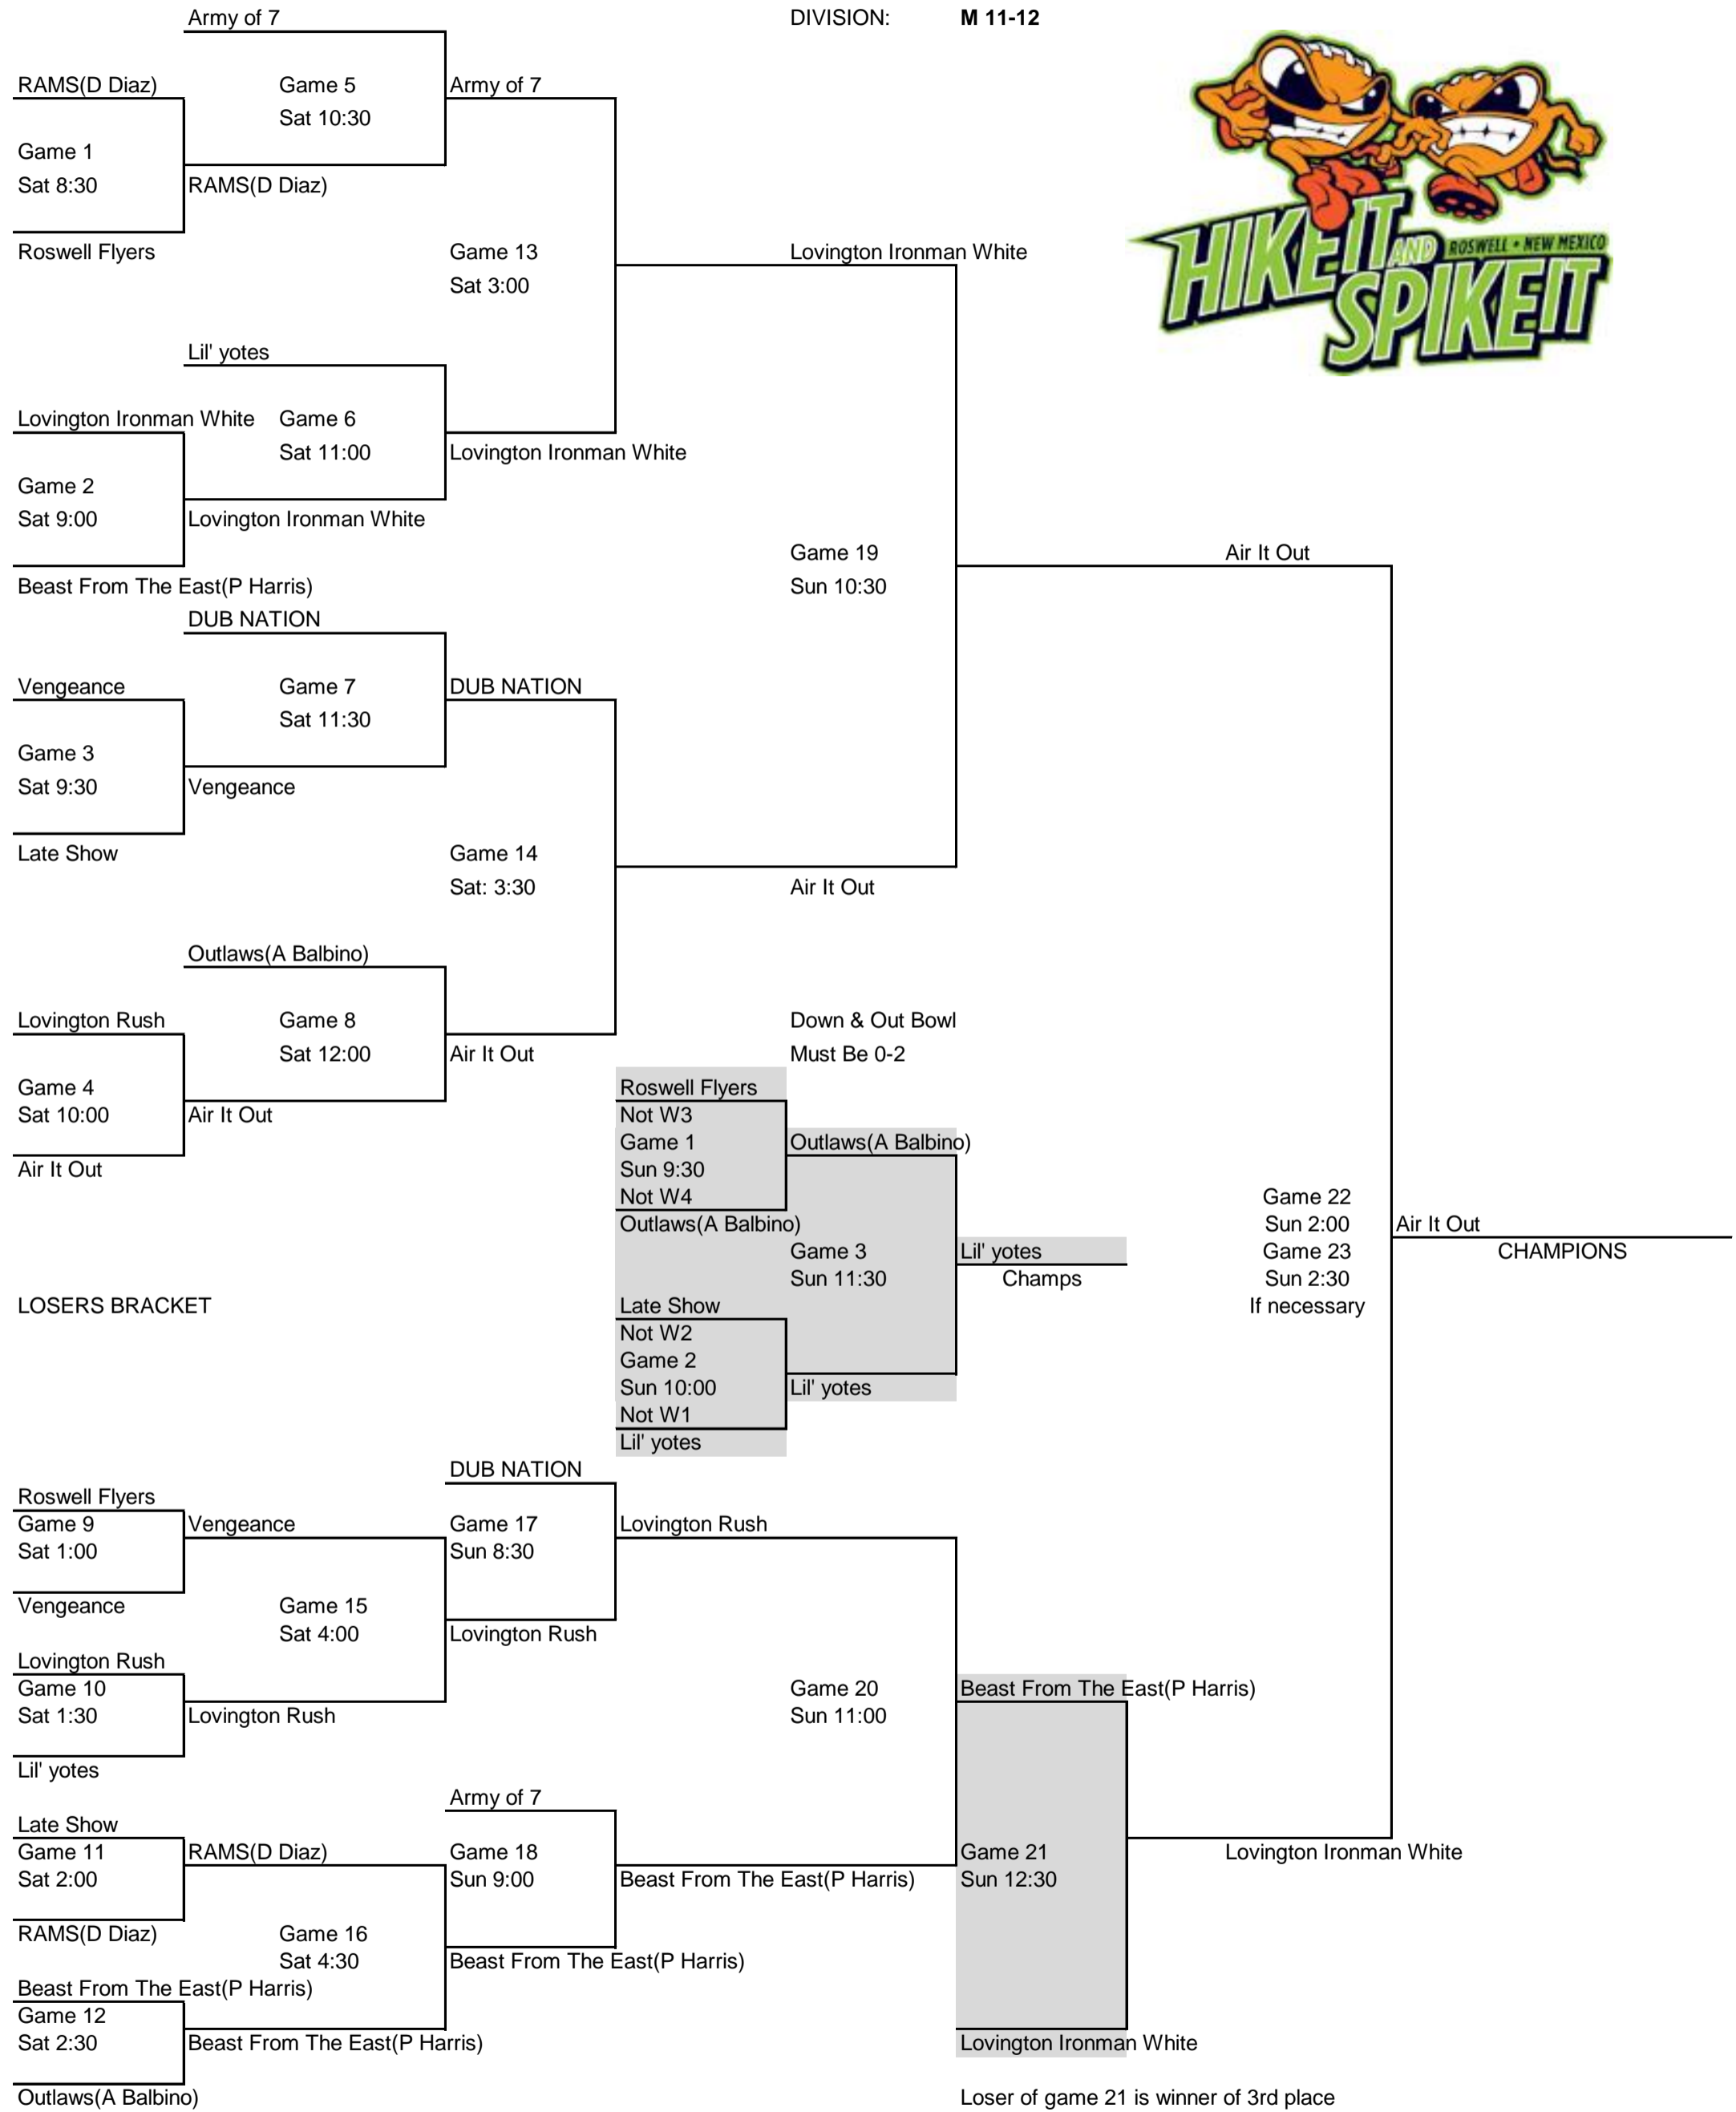 Army of 7
DIVISION:
M 11-12
RAMS(D Diaz)
Game 5
Army of 7
Sat 10:30
Game 1
Sat 8:30
RAMS(D Diaz)
HIKE IT AND SPIKE IT
ROSWELL • NEW MEXICO
Roswell Flyers
Game 13
Lovington Ironman White
Sat 3:00
Lil' yotes
Lovington Ironman White
Game 6
Sat 11:00
Lovington Ironman White
Game 2
Sat 9:00
Lovington Ironman White
Game 19
Air It Out
Beast From The East(P Harris)
Sun 10:30
DUB NATION
Vengeance
Game 7
DUB NATION
Sat 11:30
Game 3
Sat 9:30
Vengeance
Late Show
Game 14
Sat: 3:30
Air It Out
Outlaws(A Balbino)
Lovington Rush
Game 8
Down & Out Bowl
Sat 12:00
Air It Out
Must Be 0-2
Game 4
Roswell Flyers
Sat 10:00
Air It Out
Not W3
Game 1
Outlaws(A Balbino)
Air It Out
Sun 9:30
Not W4
Game 22
Outlaws(A Balbino)
Sun 2:00
Air It Out
Game 3
Lil' yotes
Game 23
CHAMPIONS
Sun 11:30
Champs
Sun 2:30
LOSERS BRACKET
Late Show
If necessary
Not W2
Game 2
Sun 10:00
Lil' yotes
Not W1
Lil' yotes
DUB NATION
Roswell Flyers
Game 9
Vengeance
Game 17
Lovington Rush
Sat 1:00
Sun 8:30
Vengeance
Game 15
Sat 4:00
Lovington Rush
Lovington Rush
Game 10
Game 20
Beast From The East(P Harris)
Sat 1:30
Lovington Rush
Sun 11:00
Lil' yotes
Army of 7
Late Show
Game 11
RAMS(D Diaz)
Game 18
Game 21
Lovington Ironman White
Sat 2:00
Sun 9:00
Beast From The East(P Harris)
Sun 12:30
RAMS(D Diaz)
Game 16
Sat 4:30
Beast From The East(P Harris)
Beast From The East(P Harris)
Game 12
Sat 2:30
Beast From The East(P Harris)
Lovington Ironman White
Outlaws(A Balbino)
Loser of game 21 is winner of 3rd place